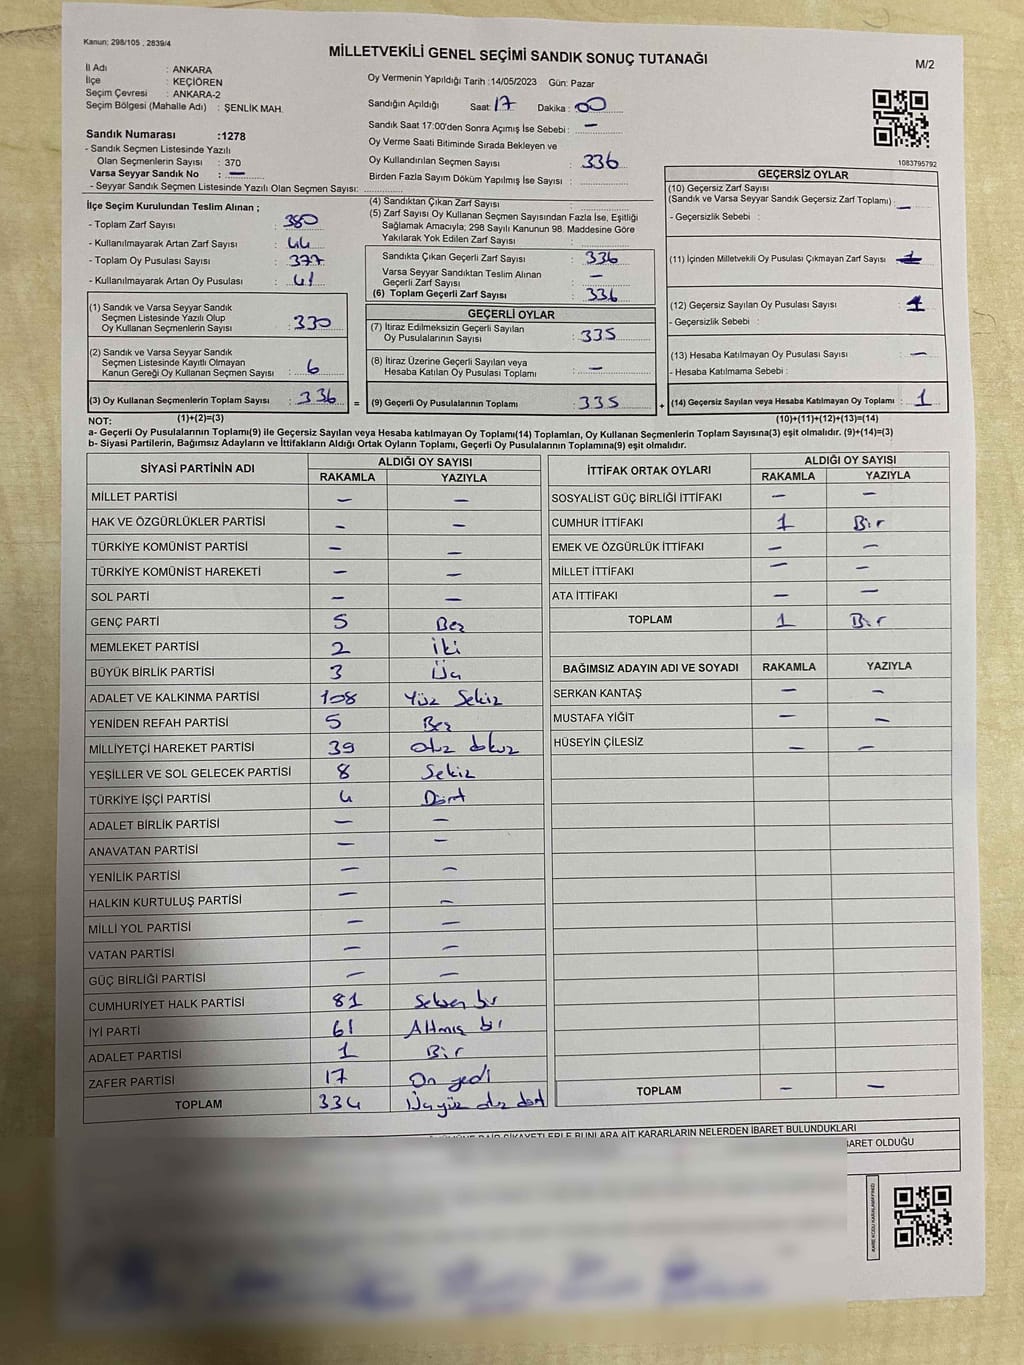 Kanun: 298/105 , 2839/4
MİLLETVEKİLİ GENEL SEÇİMİ SANDIK SONUÇ TUTANAĞI
M/2
İl Adı : ANKARA
İlçe : KEÇİÖREN
Seçim Çevresi : ANKARA-2
Seçim Bölgesi (Mahalle Adı) : ŞENLİK MAH.
Sandık Numarası :1278
- Sandık Seçmen Listesinde Yazılı
Olan Seçmenlerin Sayısı : 370
Varsa Seyyar Sandık No : —
- Seyyar Sandık Seçmen Listesinde Yazılı Olan Seçmen Sayısı:
Oy Vermenin Yapıldığı Tarih :14/05/2023 Gün: Pazar
Sandığın Açıldığı Saat: 17 Dakika : 00
Sandık Saat 17:00'den Sonra Açımış İse Sebebi : —
Oy Verme Saati Bitiminde Sırada Bekleyen ve
Oy Kullandırılan Seçmen Sayısı : 336
Birden Fazla Sayım Döküm Yapılmış İse Sayısı :
1083795792
İlçe Seçim Kurulundan Teslim Alınan ;
- Toplam Zarf Sayısı : 380
- Kullanılmayarak Artan Zarf Sayısı : 44
- Toplam Oy Pusulası Sayısı : 377
- Kullanılmayarak Artan Oy Pusulası : 41
(1) Sandık ve Varsa Seyyar Sandık
Seçmen Listesinde Yazılı Olup
Oy Kullanan Seçmenlerin Sayısı : 330
(2) Sandık ve Varsa Seyyar Sandık
Seçmen Listesinde Kayıtlı Olmayan
Kanun Gereği Oy Kullanan Seçmen Sayısı : 6
(3) Oy Kullanan Seçmenlerin Toplam Sayısı : 336 =
(1)+(2)=(3)
(4) Sandıktan Çıkan Zarf Sayısı :
(5) Zarf Sayısı Oy Kullanan Seçmen Sayısından Fazla İse, Eşitliği
Sağlamak Amacıyla; 298 Sayılı Kanunun 98. Maddesine Göre
Yakılarak Yok Edilen Zarf Sayısı :
Sandıkta Çıkan Geçerli Zarf Sayısı : 336
Varsa Seyyar Sandıktan Teslim Alınan
Geçerli Zarf Sayısı : —
(6) Toplam Geçerli Zarf Sayısı : 336
GEÇERLİ OYLAR
(7) İtiraz Edilmeksizin Geçerli Sayılan
Oy Pusulalarının Sayısı : 335
(8) İtiraz Üzerine Geçerli Sayılan veya
Hesaba Katılan Oy Pusulası Toplamı : —
(9) Geçerli Oy Pusulalarının Toplamı : 335 +
GEÇERSİZ OYLAR
(10) Geçersiz Zarf Sayısı
(Sandık ve Varsa Seyyar Sandık Geçersiz Zarf Toplamı) : —
- Geçersizlik Sebebi :
(11) İçinden Milletvekili Oy Pusulası Çıkmayan Zarf Sayısı :
(12) Geçersiz Sayılan Oy Pusulası Sayısı : 1
- Geçersizlik Sebebi :
(13) Hesaba Katılmayan Oy Pusulası Sayısı : —
- Hesaba Katılmama Sebebi :
(14) Geçersiz Sayılan veya Hesaba Katılmayan Oy Toplamı : 1
(10)+(11)+(12)+(13)=(14)
NOT:
a- Geçerli Oy Pusulalarının Toplamı(9) ile Geçersiz Sayılan veya Hesaba katılmayan Oy Toplamı(14) Toplamları, Oy Kullanan Seçmenlerin Toplam Sayısına(3) eşit olmalıdır. (9)+(14)=(3)
b- Siyasi Partilerin, Bağımsız Adayların ve İttifakların Aldığı Ortak Oyların Toplamı, Geçerli Oy Pusulalarının Toplamına(9) eşit olmalıdır.
SİYASİ PARTİNİN ADI ALDIĞI OY SAYISI
RAKAMLA YAZIYLA
MİLLET PARTİSİ — —
HAK VE ÖZGÜRLÜKLER PARTİSİ — —
TÜRKİYE KOMÜNİST PARTİSİ — —
TÜRKİYE KOMÜNİST HAREKETİ — —
SOL PARTİ — —
GENÇ PARTİ 5 Beş
MEMLEKET PARTİSİ 2 İki
BÜYÜK BİRLİK PARTİSİ 3 Üç
ADALET VE KALKINMA PARTİSİ 108 Yüz Sekiz
YENİDEN REFAH PARTİSİ 5 Beş
MİLLİYETÇİ HAREKET PARTİSİ 39 Otuz dokuz
YEŞİLLER VE SOL GELECEK PARTİSİ 8 Sekiz
TÜRKİYE İŞÇİ PARTİSİ 4 Dört
ADALET BİRLİK PARTİSİ — —
ANAVATAN PARTİSİ — —
YENİLİK PARTİSİ — —
HALKIN KURTULUŞ PARTİSİ — —
MİLLİ YOL PARTİSİ — —
VATAN PARTİSİ — —
GÜÇ BİRLİĞİ PARTİSİ — —
CUMHURİYET HALK PARTİSİ 81 Seksen bir
İYİ PARTİ 61 Altmış bir
ADALET PARTİSİ 1 Bir
ZAFER PARTİSİ 17 On yedi
TOPLAM 334 Üçyüz otuz dört
İTTİFAK ORTAK OYLARI ALDIĞI OY SAYISI
RAKAMLA YAZIYLA
SOSYALİST GÜÇ BİRLİĞİ İTTİFAKI — —
CUMHUR İTTİFAKI 1 Bir
EMEK VE ÖZGÜRLÜK İTTİFAKI — —
MİLLET İTTİFAKI — —
ATA İTTİFAKI — —
TOPLAM 1 Bir
BAĞIMSIZ ADAYIN ADI VE SOYADI RAKAMLA YAZIYLA
SERKAN KANTAŞ — —
MUSTAFA YİĞİT — —
HÜSEYİN ÇİLESİZ — —
TOPLAM — —
ŞİKAYETLERLE BUNLARA AİT KARARLARIN NELERDEN İBARET BULUNDUKLARI
İBARET OLDUĞU